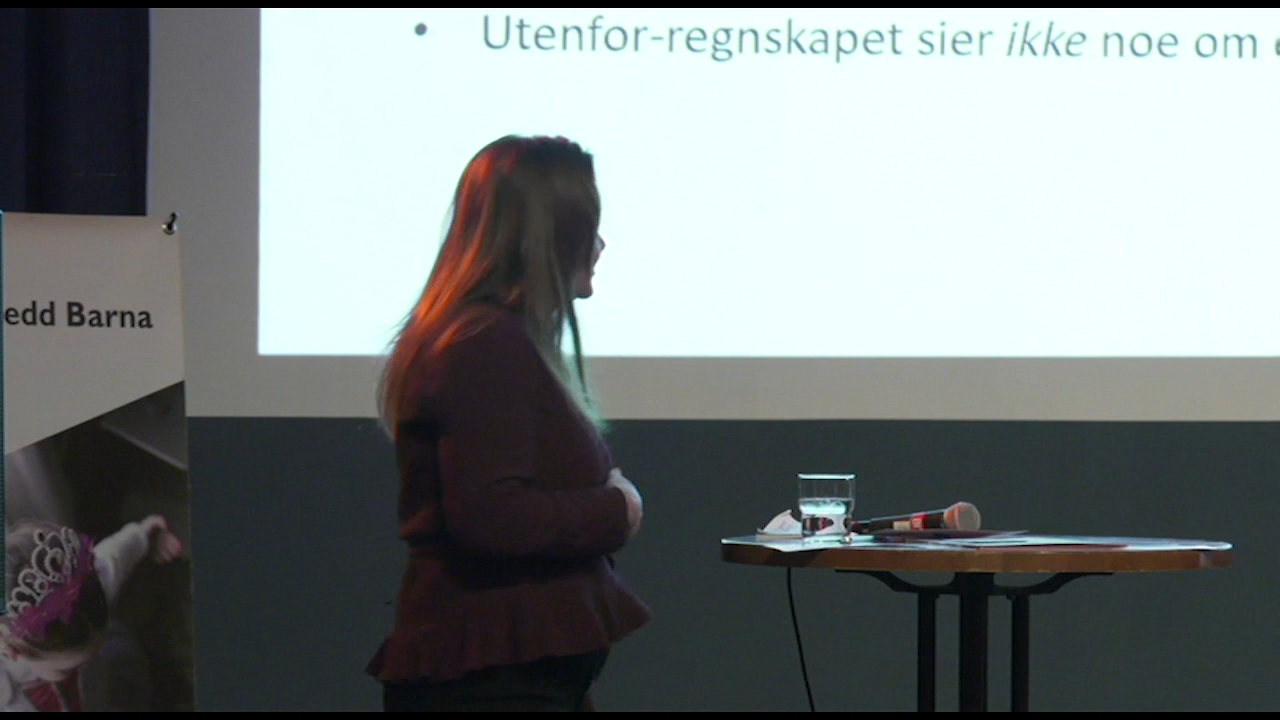 • Utenfor-regnskapet sier ikke noe om
edd Barna